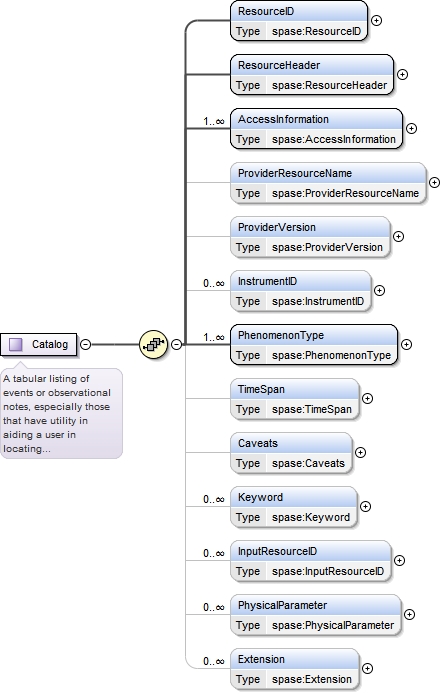 ResourceID
Type spase:ResourceID
ResourceHeader
Type spase:ResourceHeader
1..∞
AccessInformation
Type spase:AccessInformation
ProviderResourceName
Type spase:ProviderResourceName
ProviderVersion
Type spase:ProviderVersion
0..∞
InstrumentID
Type spase:InstrumentID
Catalog
A tabular listing of
events or observational
notes, especially those
that have utility in
aiding a user in
locating...
1..∞
PhenomenonType
Type spase:PhenomenonType
TimeSpan
Type spase:TimeSpan
Caveats
Type spase:Caveats
0..∞
Keyword
Type spase:Keyword
0..∞
InputResourceID
Type spase:InputResourceID
0..∞
PhysicalParameter
Type spase:PhysicalParameter
0..∞
Extension
Type spase:Extension